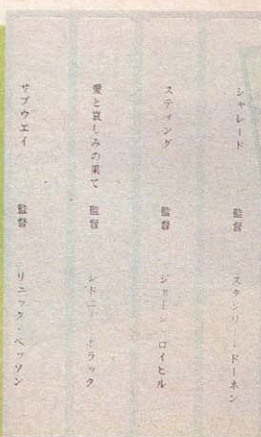 シャレード 監督 スタンリー・ドーネン
スティング 監督 ジョージ ロイヒル
愛と哀しみの果て 監督 シドニー ポラック
サブウエイ 監督 リュック・ベッソン